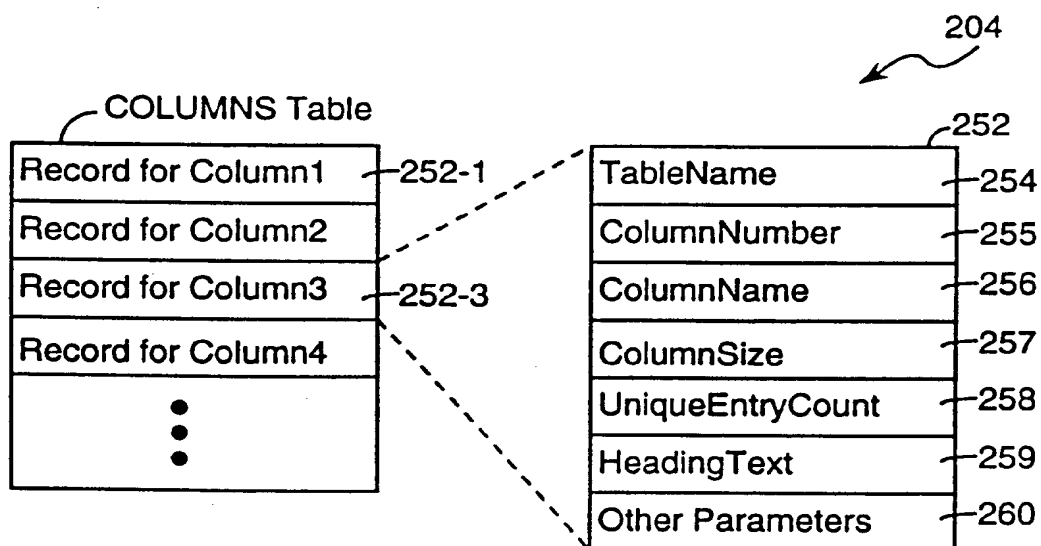 204
COLUMNS Table
Record for Column1
252-1
Record for Column2
Record for Column3
252-3
Record for Column4
252
TableName
254
ColumnNumber
255
ColumnName
256
ColumnSize
257
UniqueEntryCount
258
HeadingText
259
Other Parameters
260